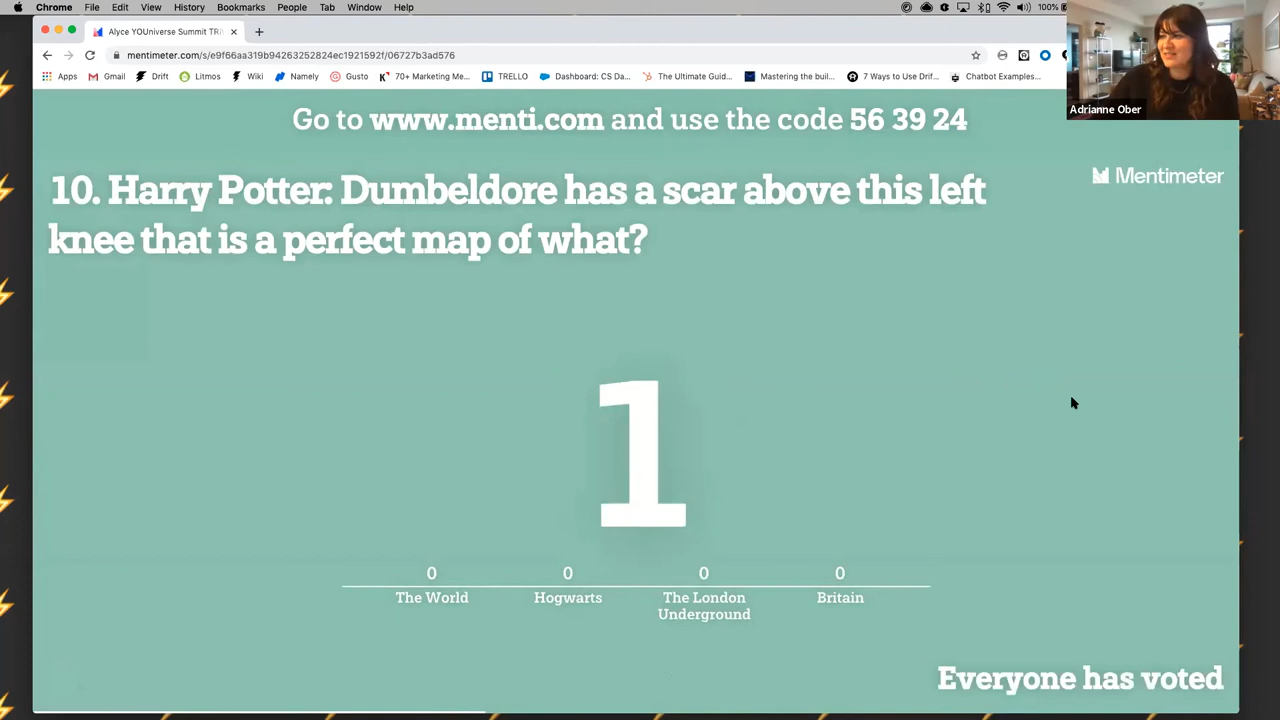 Chrome File Edit View History Bookmarks People Tab Window Help 100%
Alyce YOUniverse Summit TRI
mentimeter.com/s/e9f66aa319b94263252824ec1921592f/06727b3ad576
Apps Gmail Drift Litmos Wiki Namely Gusto 70+ Marketing Me... TRELLO Dashboard: CS Da... The Ultimate Guid... Mastering the buil... 7 Ways to Use Drif... Chatbot Examples...
Adrianne Ober
Go to www.menti.com and use the code 56 39 24
Mentimeter
10. Harry Potter: Dumbeldore has a scar above this left
knee that is a perfect map of what?
1
0 0 0 0
The World Hogwarts The London Britain
Underground
Everyone has voted